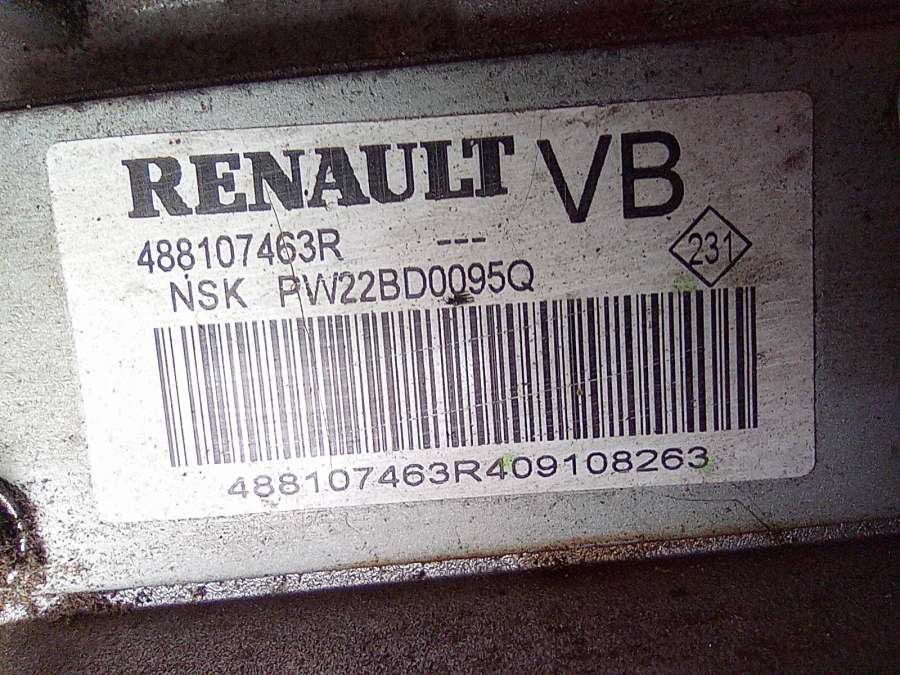 RENAULT VB
488107463R --- 231
NSK PW22BD0095Q
488107463R409108263